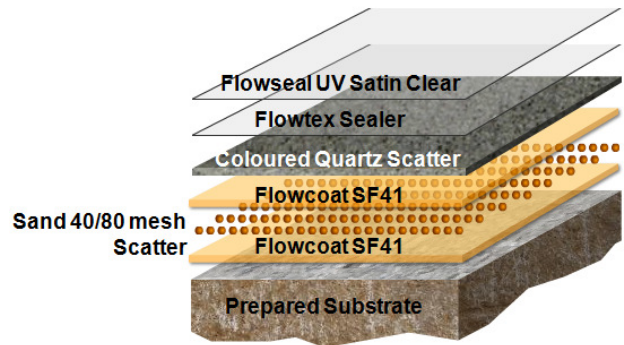 Flowseal UV Satin Clear
Flowtex Sealer
Coloured Quartz Scatter
Flowcoat SF41
Sand 40/80 mesh
Scatter
Flowcoat SF41
Prepared Substrate